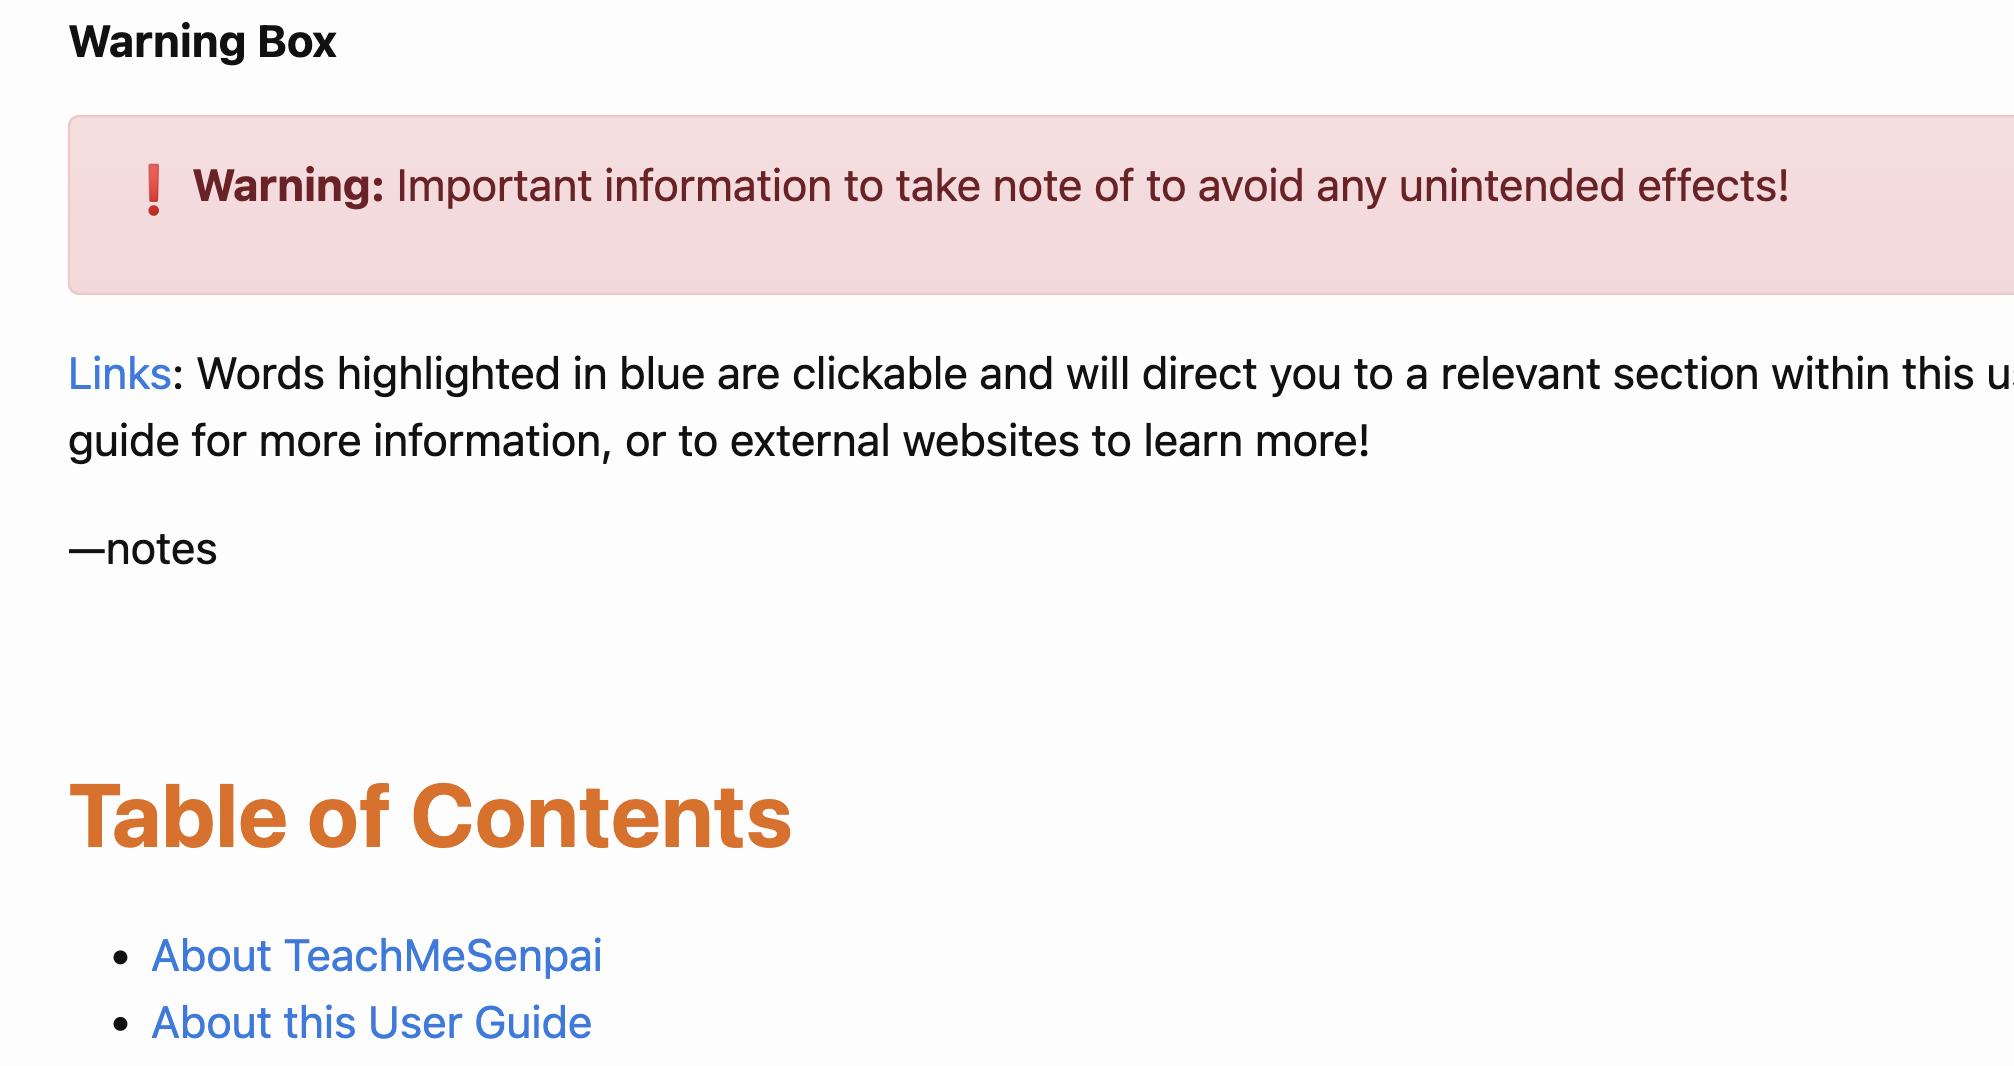 Warning Box
❗ Warning: Important information to take note of to avoid any unintended effects!
Links: Words highlighted in blue are clickable and will direct you to a relevant section within this
guide for more information, or to external websites to learn more!
—notes
Table of Contents
• About TeachMeSenpai
• About this User Guide